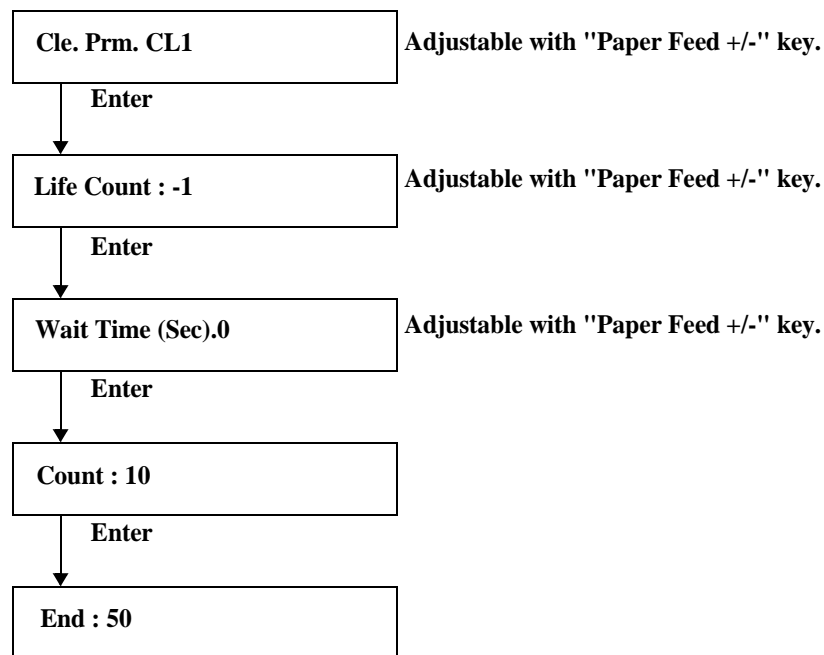 Cle. Prm. CL1
Adjustable with "Paper Feed +/-" key.
Enter
Life Count : -1
Adjustable with "Paper Feed +/-" key.
Enter
Wait Time (Sec).0
Adjustable with "Paper Feed +/-" key.
Enter
Count : 10
Enter
End : 50